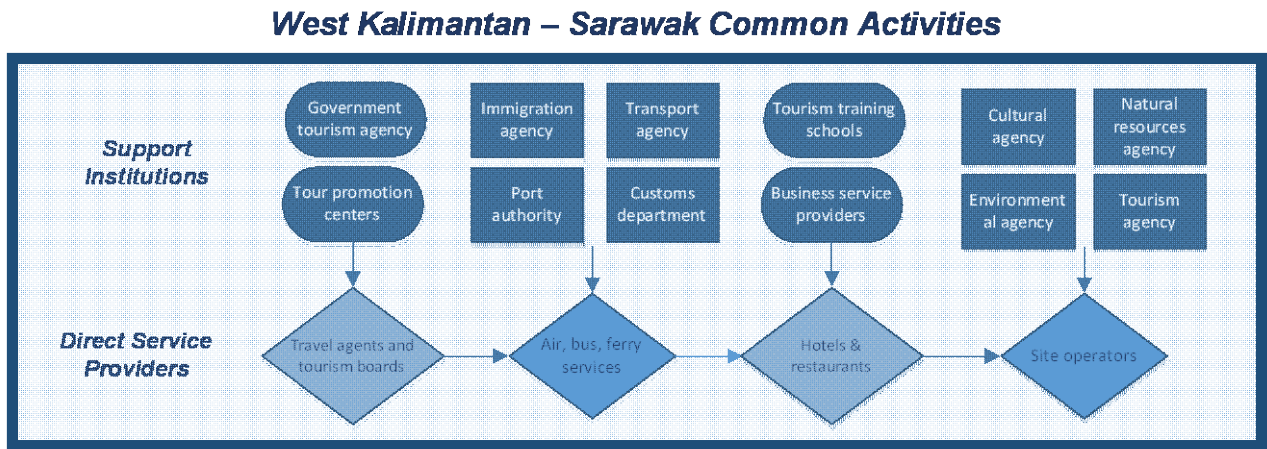 West Kalimantan – Sarawak Common Activities
Support
Institutions
Government
tourism agency
Immigration
agency
Transport
agency
Tourism training
schools
Cultural
agency
Natural
resources
agency
Tour promotion
centers
Port
authority
Customs
department
Business service
providers
Environment
al agency
Tourism
agency
Direct Service
Providers
Travel agents and
tourism boards
Air, bus, ferry
services
Hotels &
restaurants
Site operators